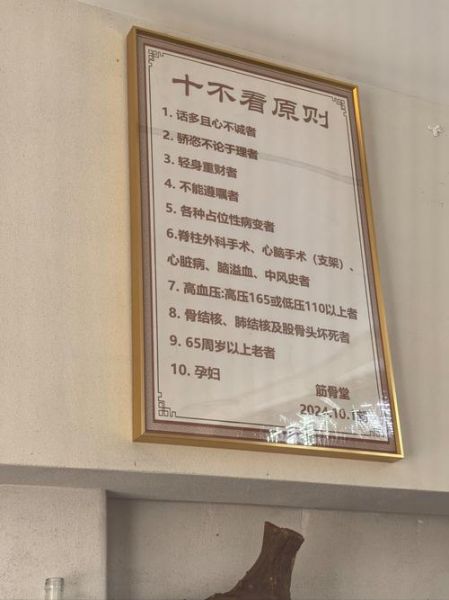 十不看原则
1. 话多且心不诚者
2. 骄恣不论于理者
3. 轻身重财者
4. 不能遵嘱者
5. 各种占位性病变者
6.脊柱外科手术、心脑手术（支架）、
心脏病、脑溢血、中风史者
7. 高血压:高压165或低压110以上者
8. 骨结核、肺结核及股骨头坏死者
9. 65周岁以上老者
10. 孕妇
筋骨堂
2024.10.1